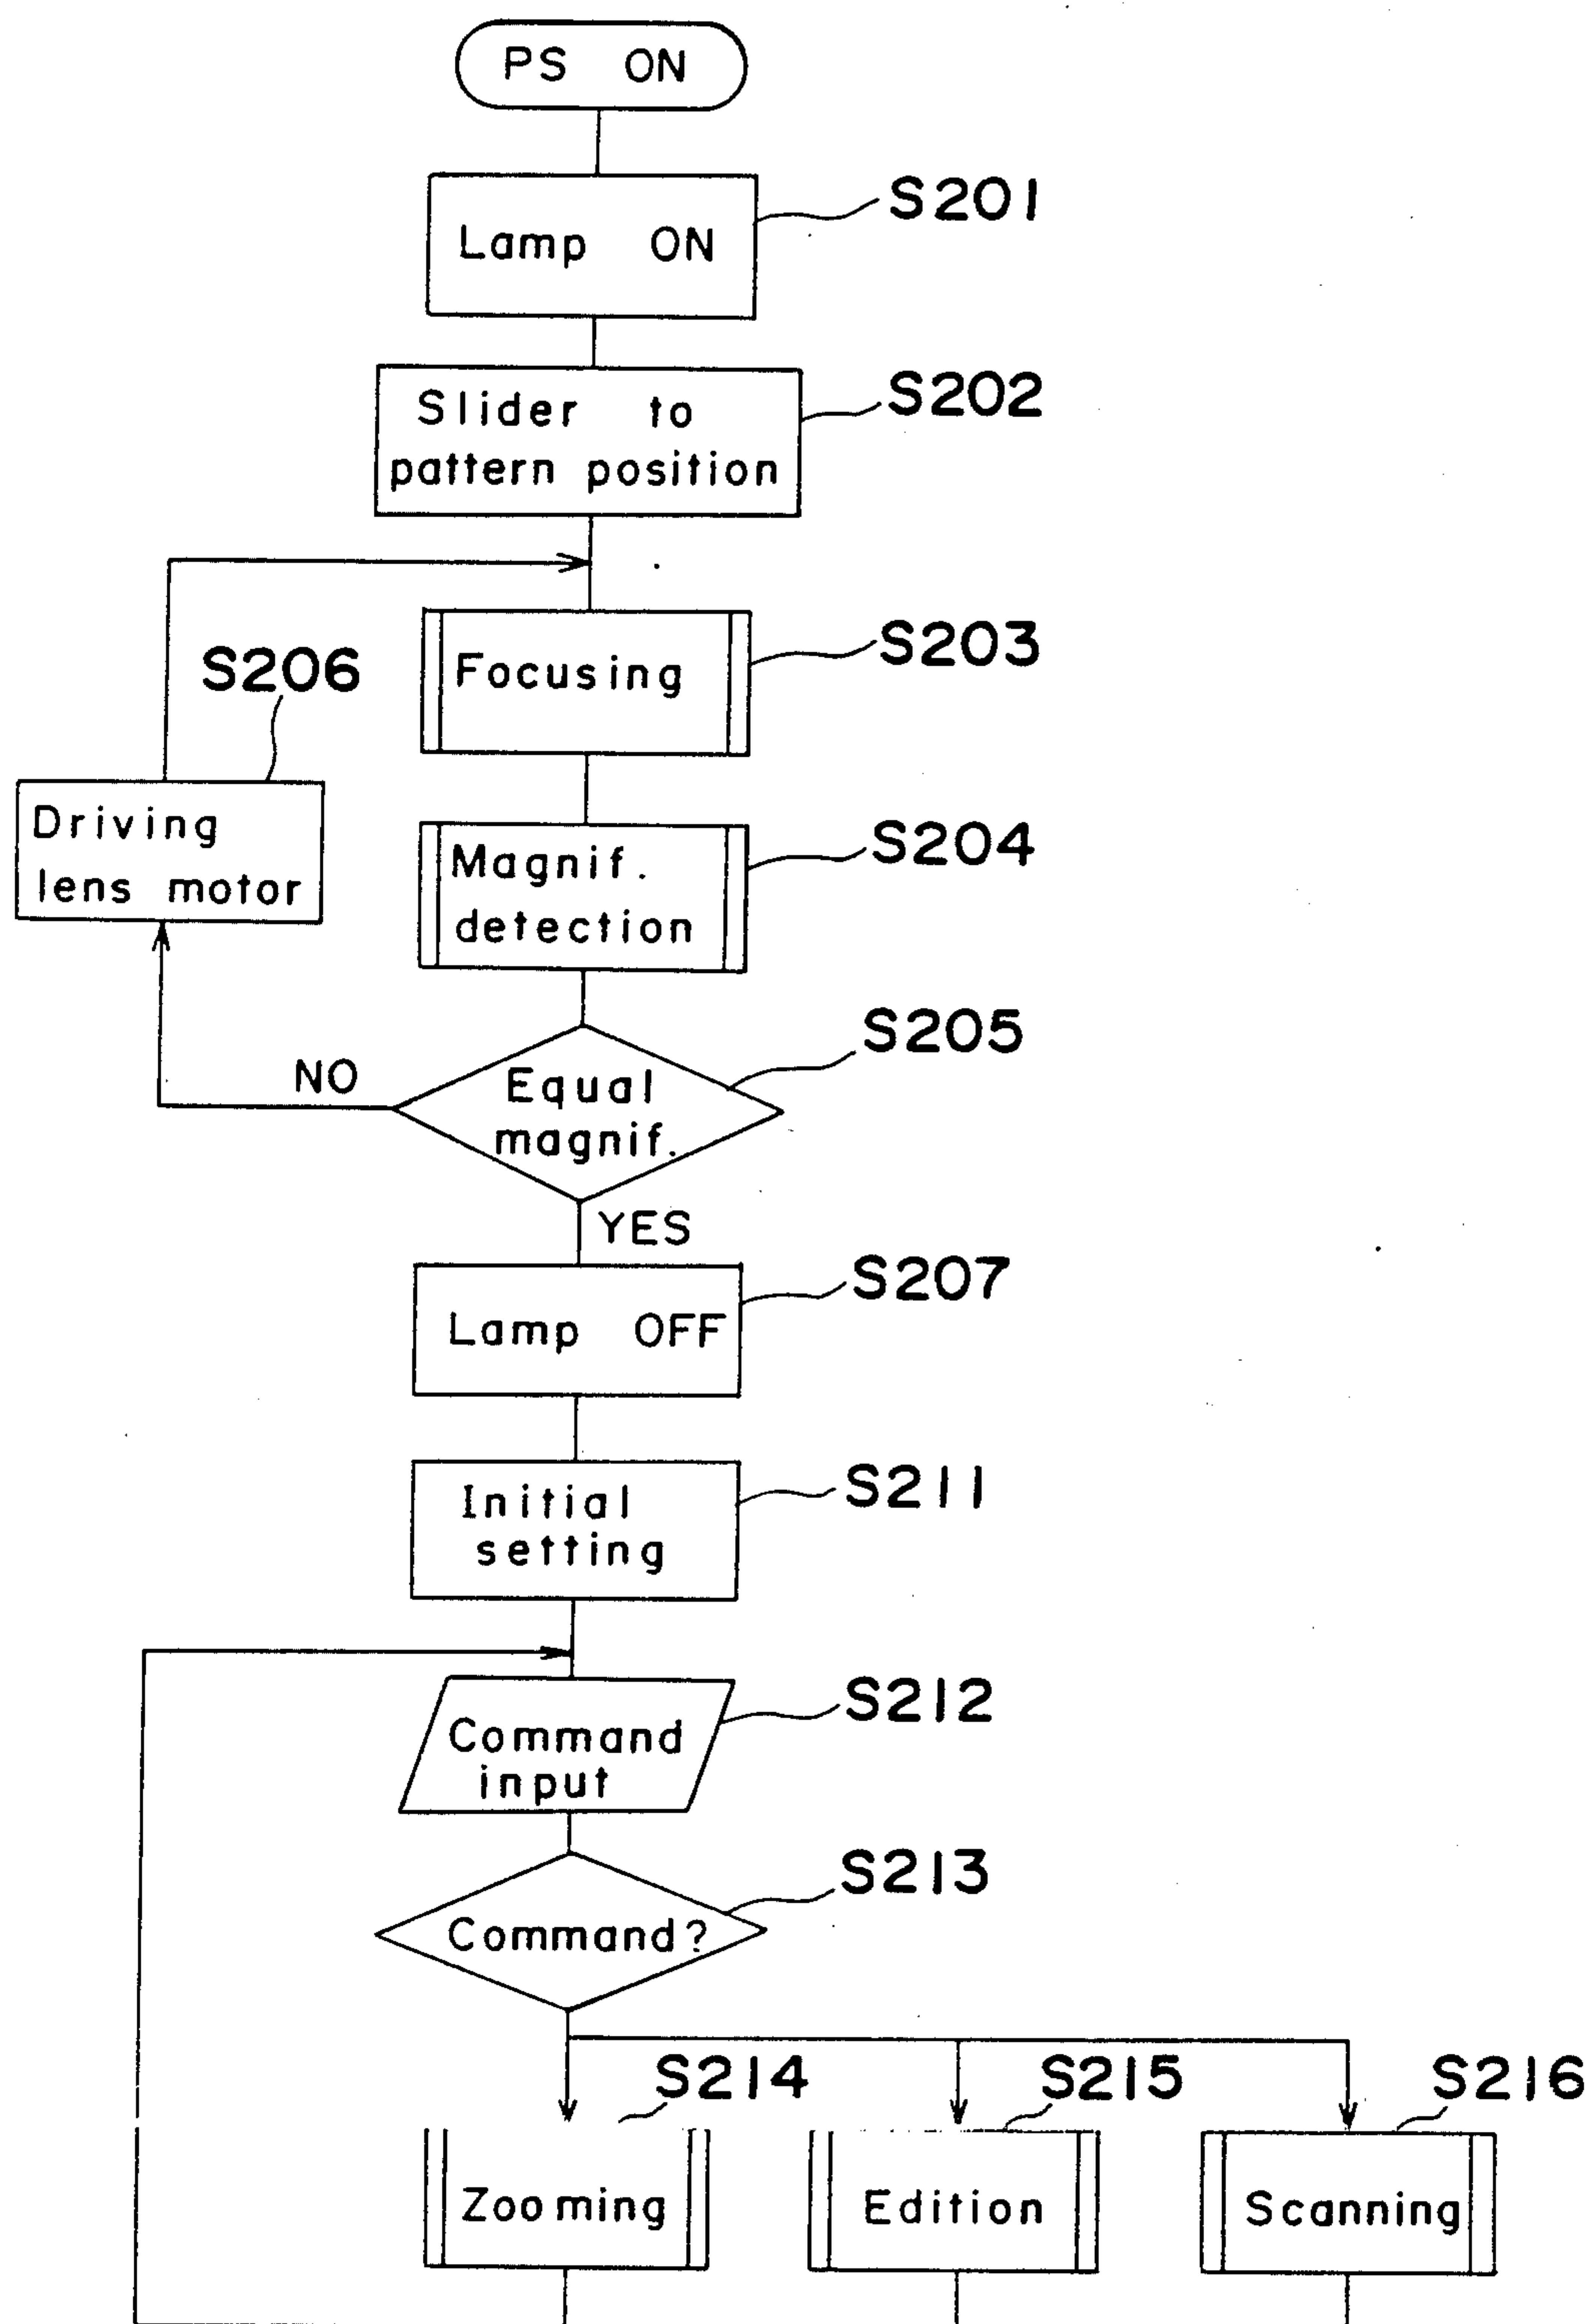 PS ON
S201
Lamp ON
S202
Slider to
pattern position
S203
Focusing
S206
Driving
lens motor
S204
Magnif.
detection
S205
Equal
magnif.
NO
YES
S207
Lamp OFF
S211
Initial
setting
S212
Command
input
S213
Command?
S214
S215
S216
Zooming
Edition
Scanning